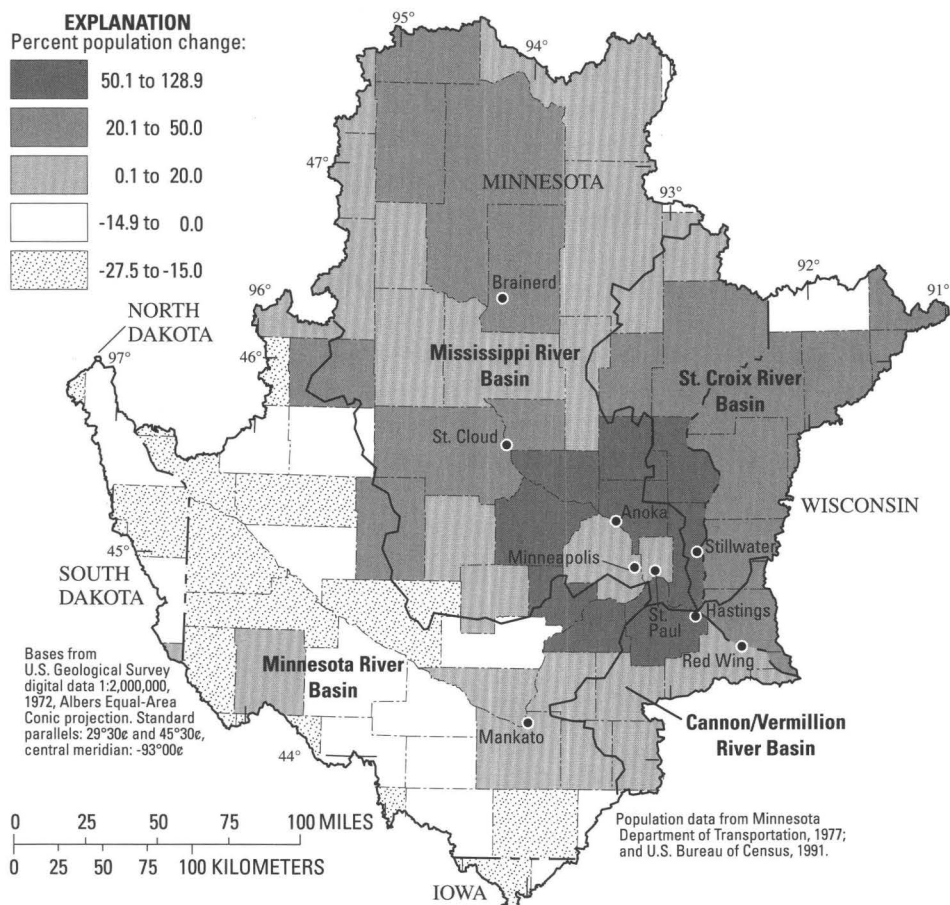 EXPLANATION
Percent population change:
50.1 to 128.9
20.1 to 50.0
0.1 to 20.0
-14.9 to 0.0
-27.5 to -15.0
95°
94°
47°
MINNESOTA
93°
92°
91°
Brainerd
96°
NORTH
DAKOTA
97°
46°
Mississippi River
Basin
St. Croix River
Basin
St. Cloud
WISCONSIN
Anoka
45°
Minneapolis
Stillwater
SOUTH
DAKOTA
St.
Paul
Hastings
Red Wing
Bases from
U.S. Geological Survey
digital data 1:2,000,000,
1972, Albers Equal-Area
Conic projection. Standard
parallels: 29°30¢ and 45°30¢,
central meridian: -93°00¢
Minnesota River
Basin
44°
Mankato
Cannon/Vermillion
River Basin
0 25 50 75 100 MILES
0 25 50 75 100 KILOMETERS
Population data from Minnesota
Department of Transportation, 1977;
and U.S. Bureau of Census, 1991.
IOWA